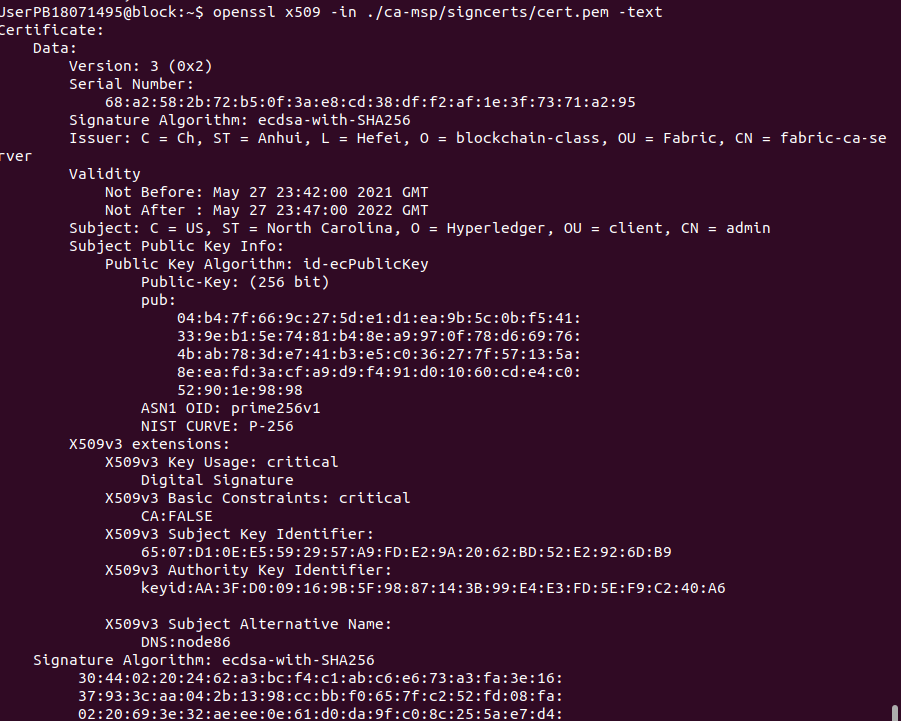 UserPB18071495@block:~$ openssl x509 -in ./ca-msp/signcerts/cert.pem -text
Certificate:
    Data:
        Version: 3 (0x2)
        Serial Number:
            68:a2:58:2b:72:b5:0f:3a:e8:cd:38:df:f2:af:1e:3f:73:71:a2:95
        Signature Algorithm: ecdsa-with-SHA256
        Issuer: C = Ch, ST = Anhui, L = Hefei, O = blockchain-class, OU = Fabric, CN = fabric-ca-se
rver
        Validity
            Not Before: May 27 23:42:00 2021 GMT
            Not After : May 27 23:47:00 2022 GMT
        Subject: C = US, ST = North Carolina, O = Hyperledger, OU = client, CN = admin
        Subject Public Key Info:
            Public Key Algorithm: id-ecPublicKey
                Public-Key: (256 bit)
                pub:
                    04:b4:7f:66:9c:27:5d:e1:d1:ea:9b:5c:0b:f5:41:
                    33:9e:b1:5e:74:81:b4:8e:a9:97:0f:78:d6:69:76:
                    4b:ab:78:3d:e7:41:b3:e5:c0:36:27:7f:57:13:5a:
                    8e:ea:fd:3a:cf:a9:d9:f4:91:d0:10:60:cd:e4:c0:
                    52:90:1e:98:98
                ASN1 OID: prime256v1
                NIST CURVE: P-256
        X509v3 extensions:
            X509v3 Key Usage: critical
                Digital Signature
            X509v3 Basic Constraints: critical
                CA:FALSE
            X509v3 Subject Key Identifier:
                65:07:D1:0E:E5:59:29:57:A9:FD:E2:9A:20:62:BD:52:E2:92:6D:B9
            X509v3 Authority Key Identifier:
                keyid:AA:3F:D0:09:16:9B:5F:98:87:14:3B:99:E4:E3:FD:5E:F9:C2:40:A6
            X509v3 Subject Alternative Name:
                DNS:node86
    Signature Algorithm: ecdsa-with-SHA256
         30:44:02:20:24:62:a3:bc:f4:c1:ab:c6:e6:73:a3:fa:3e:16:
         37:93:3c:aa:04:2b:13:98:cc:bb:f0:65:7f:c2:52:fd:08:fa:
         02:20:69:3e:32:ae:ee:0e:61:d0:da:9f:c0:8c:25:5a:e7:d4: